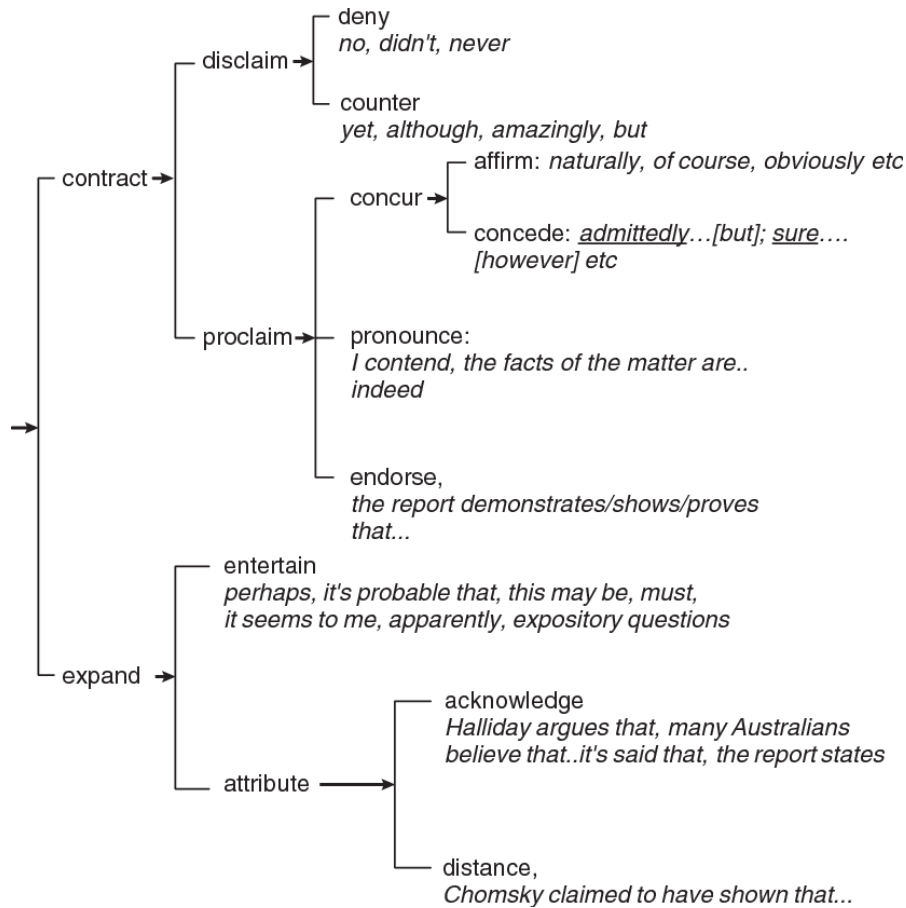 deny
no, didn't, never
disclaim
counter
yet, although, amazingly, but
contract
affirm: naturally, of course, obviously etc
concur
concede: admittedly…[but]; sure….
[however] etc
proclaim
pronounce:
I contend, the facts of the matter are..
indeed
endorse,
the report demonstrates/shows/proves
that...
entertain
perhaps, it's probable that, this may be, must,
it seems to me, apparently, expository questions
expand
acknowledge
Halliday argues that, many Australians
believe that..it's said that, the report states
attribute
distance,
Chomsky claimed to have shown that...